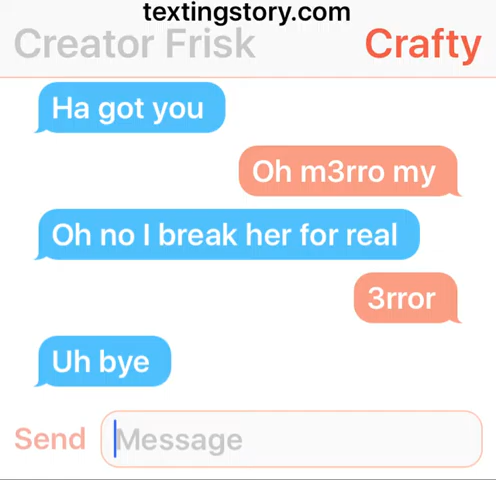 textingstory.com
Creator Frisk Crafty
Ha got you
Oh m3rro my
Oh no I break her for real
3rror
Uh bye
Send Message